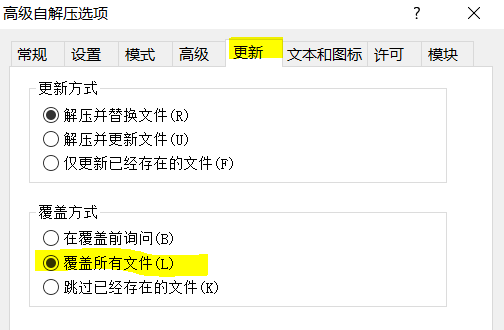 高级自解压选项
?
常规 设置 模式 高级 更新 文本和图标 许可 模块
更新方式
解压并替换文件(R)
解压并更新文件(U)
仅更新已经存在的文件(F)
覆盖方式
在覆盖前询问(B)
覆盖所有文件(L)
跳过已经存在的文件(K)